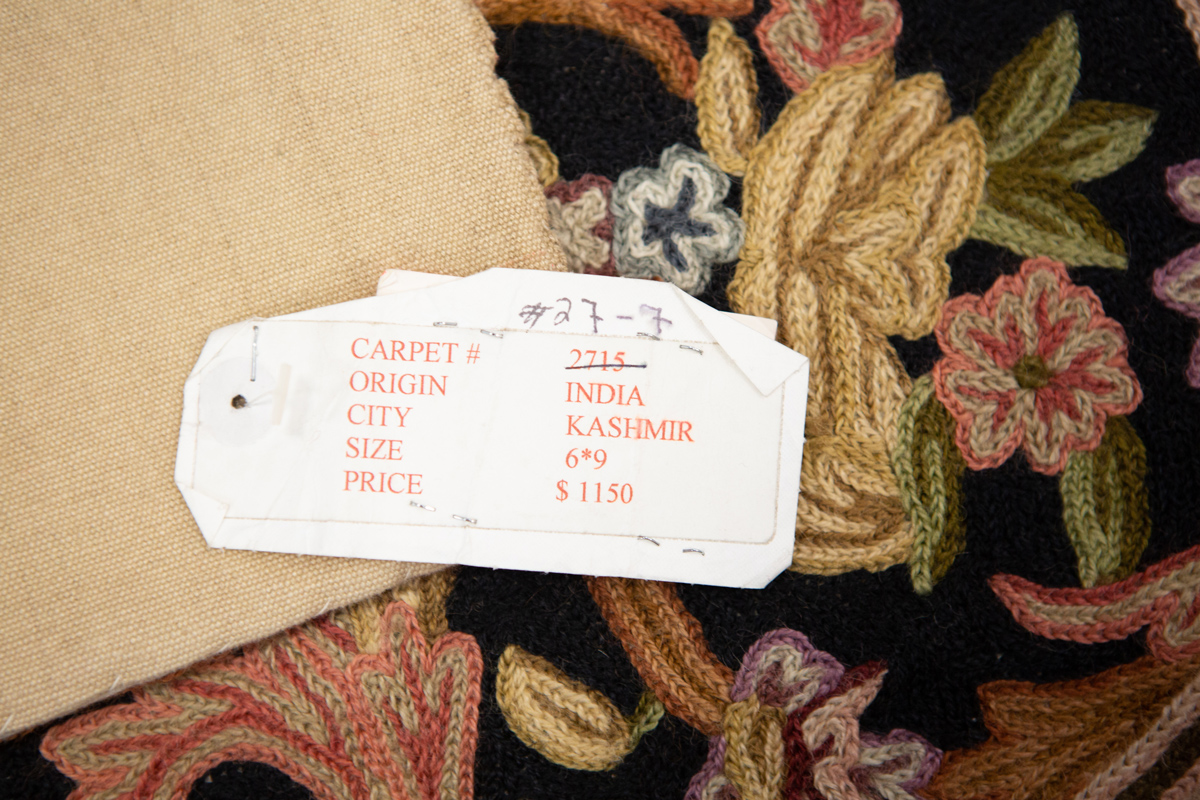 #27-7
CARPET # 2715
ORIGIN INDIA
CITY KASHMIR
SIZE 6*9
PRICE $ 1150